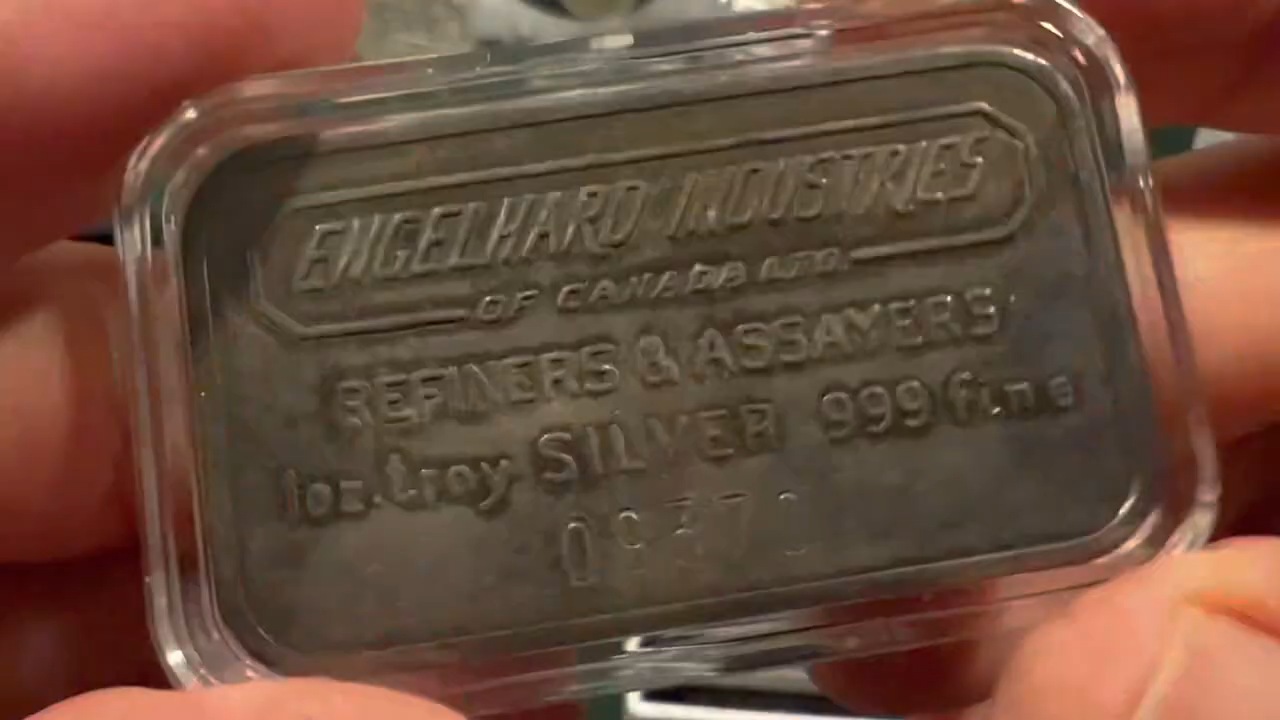 ENGELHARD INDUSTRIES
OF CANADA LTD.
REFINERS & ASSAYERS
1oz. troy SILVER 999 fine